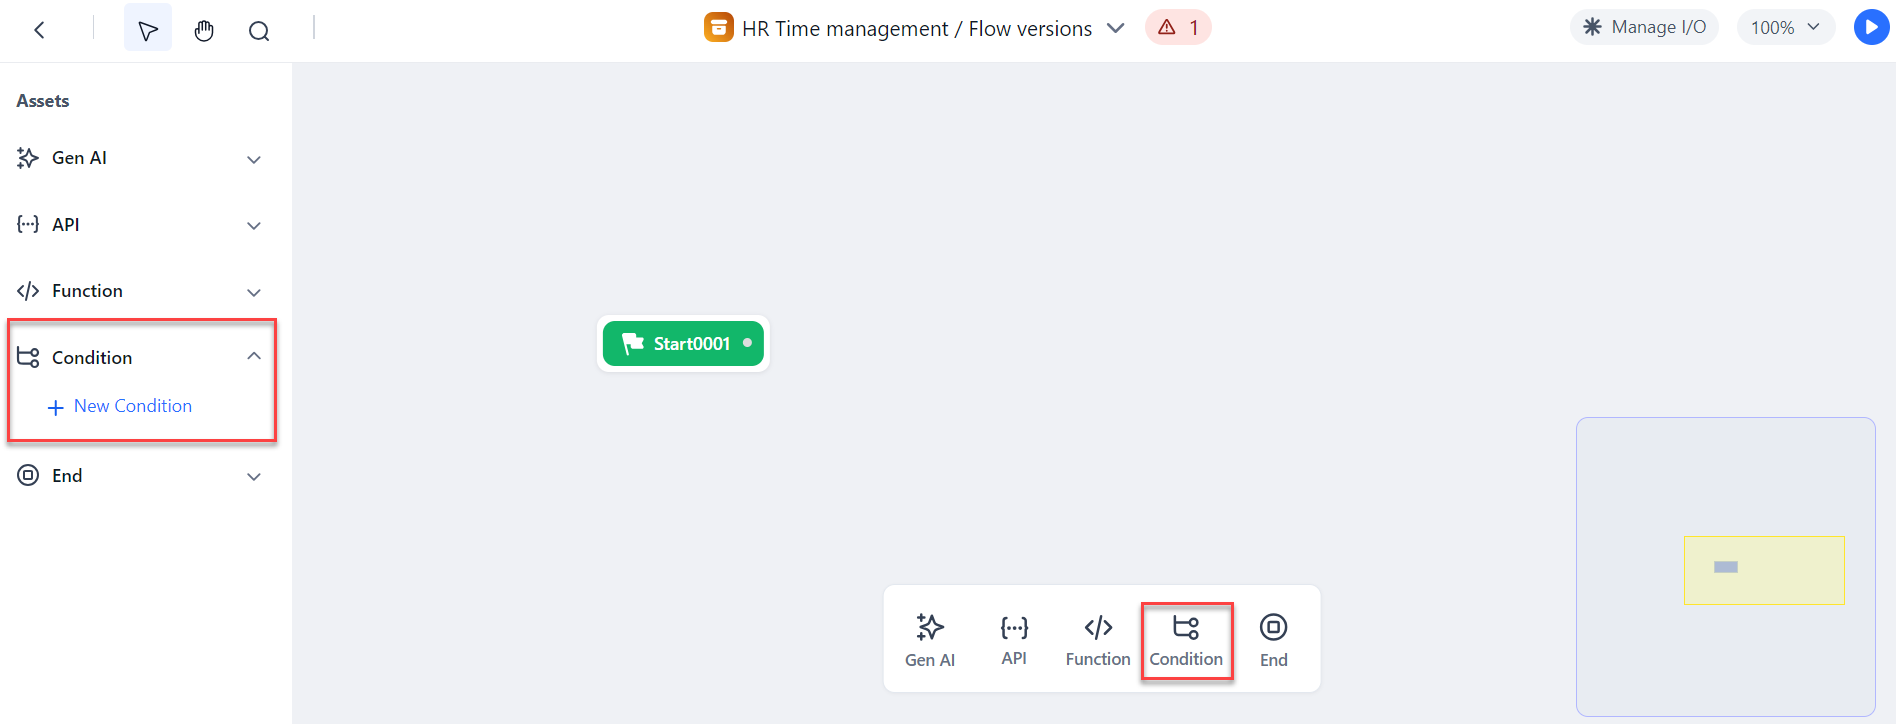 HR Time management / Flow versions
1
Manage I/O
100%
Assets
Gen AI
API
Function
Condition
+ New Condition
End
Start0001
Gen AI
API
Function
Condition
End